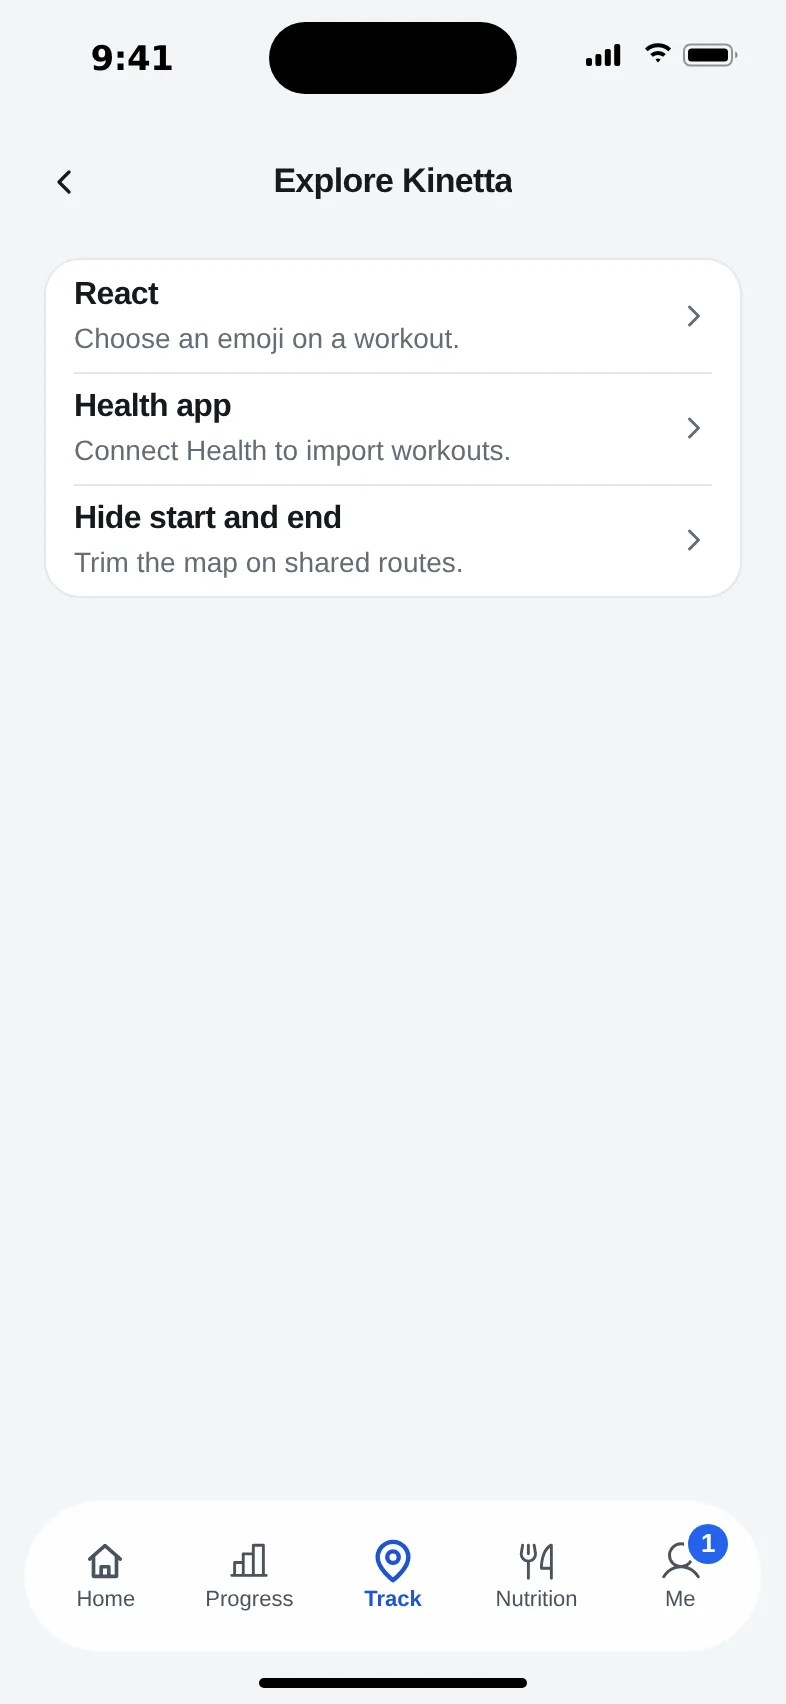 9:41
Explore Kinetta
React
Choose an emoji on a workout.
Health app
Connect Health to import workouts.
Hide start and end
Trim the map on shared routes.
1
Home
Progress
Track
Nutrition
Me